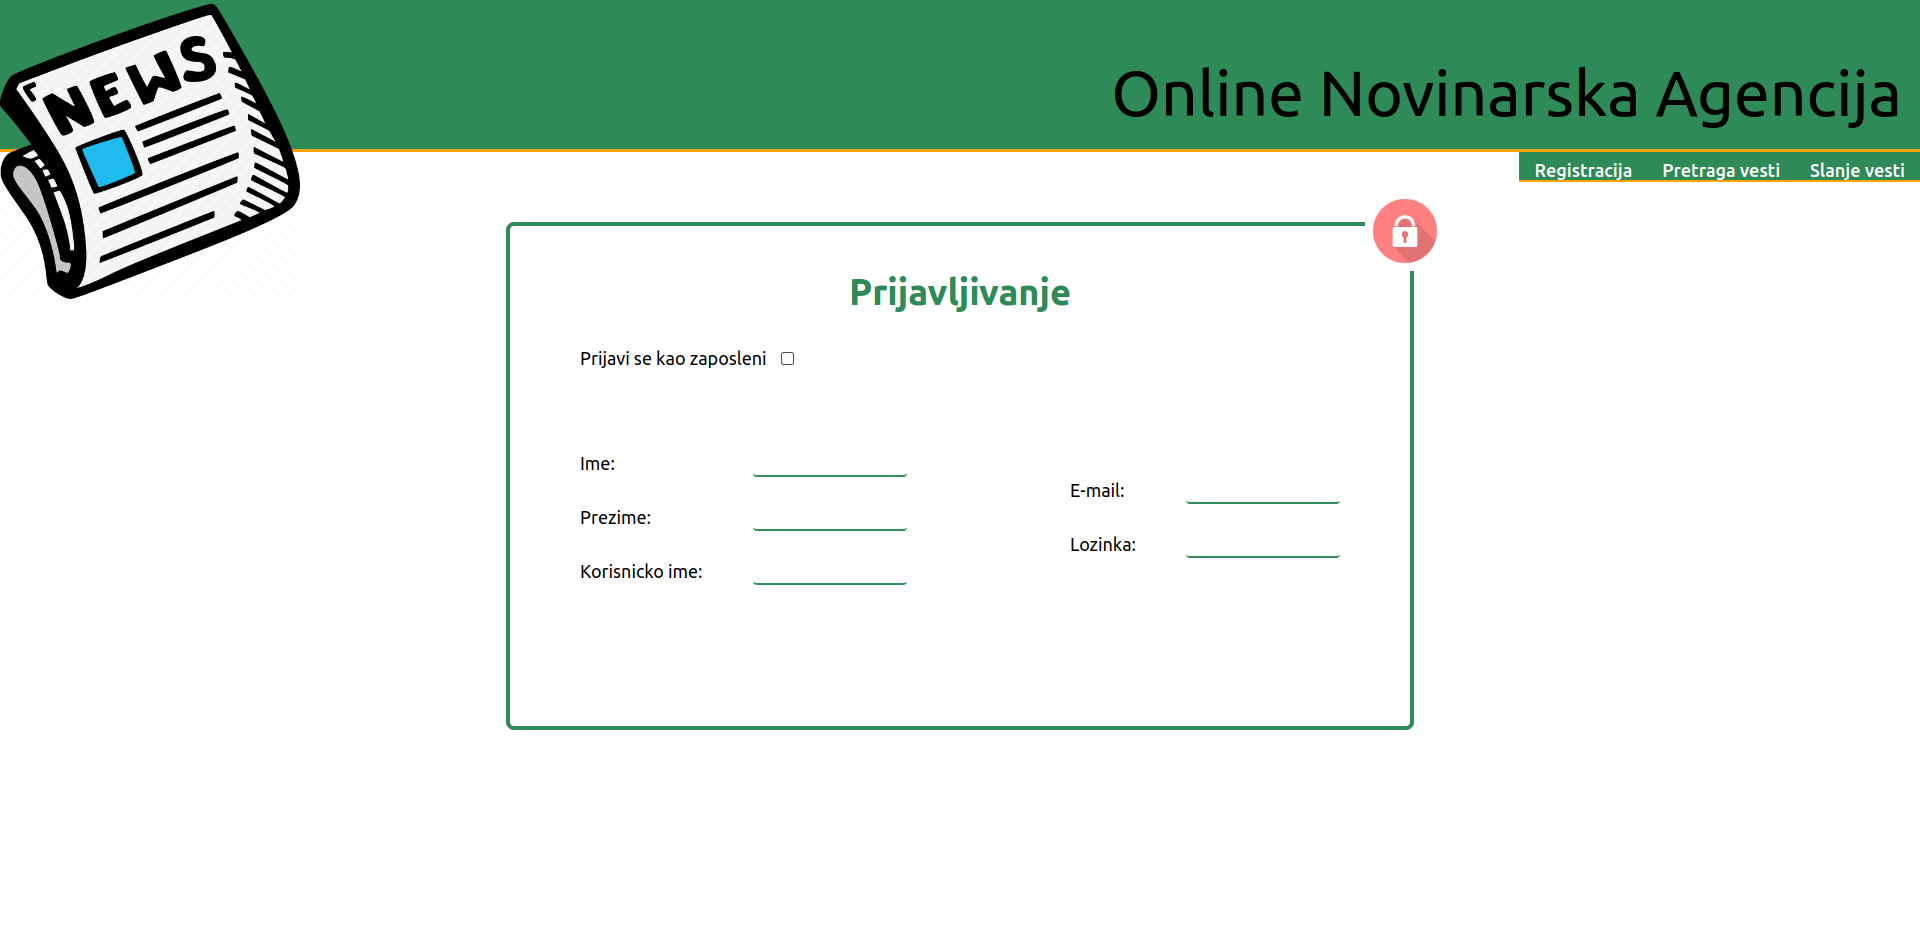 NEWS
Online Novinarska Agencija
Registracija Pretraga vesti Slanje vesti
Prijavljivanje
Prijavi se kao zaposleni
Ime:
E-mail:
Prezime:
Lozinka:
Korisnicko ime: